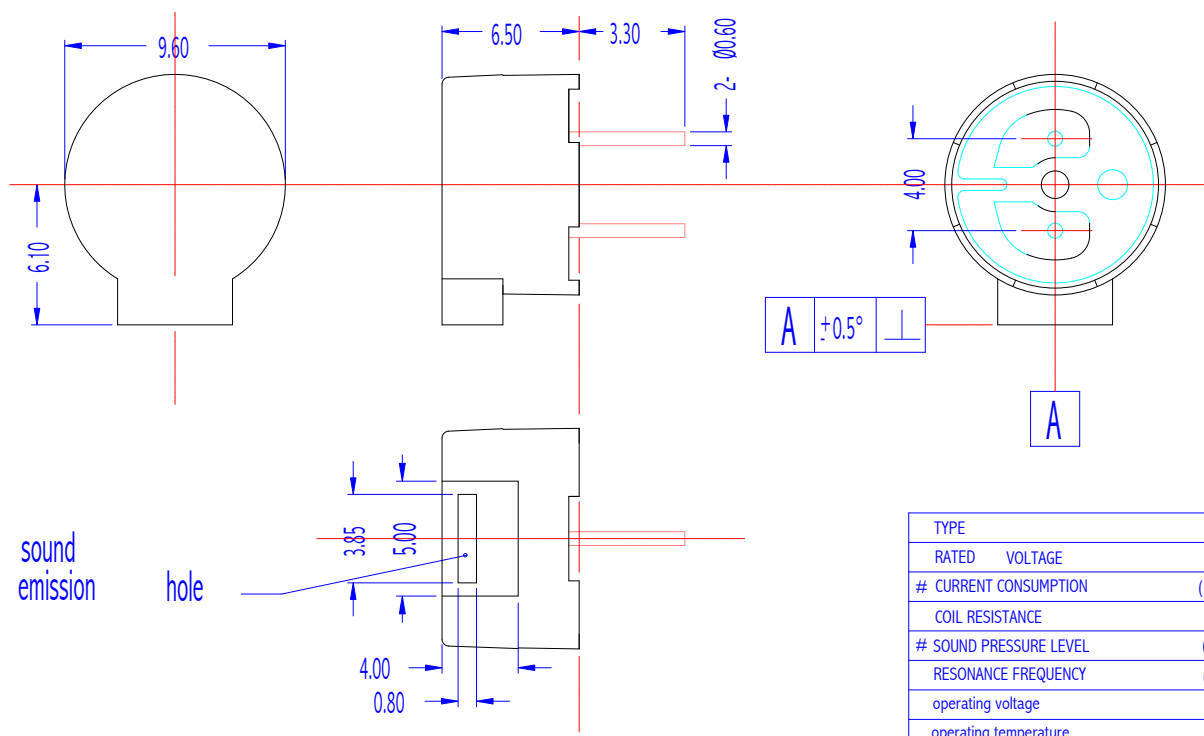 9.60
6.50
3.30
2- Ø0.60
6.10
4.00
A ±0.5° ⊥
A
3.85
5.00
sound
emission hole
4.00
0.80
TYPE
RATED VOLTAGE
# CURRENT CONSUMPTION (
COIL RESISTANCE
# SOUND PRESSURE LEVEL (
RESONANCE FREQUENCY
operating voltage
operating temperature